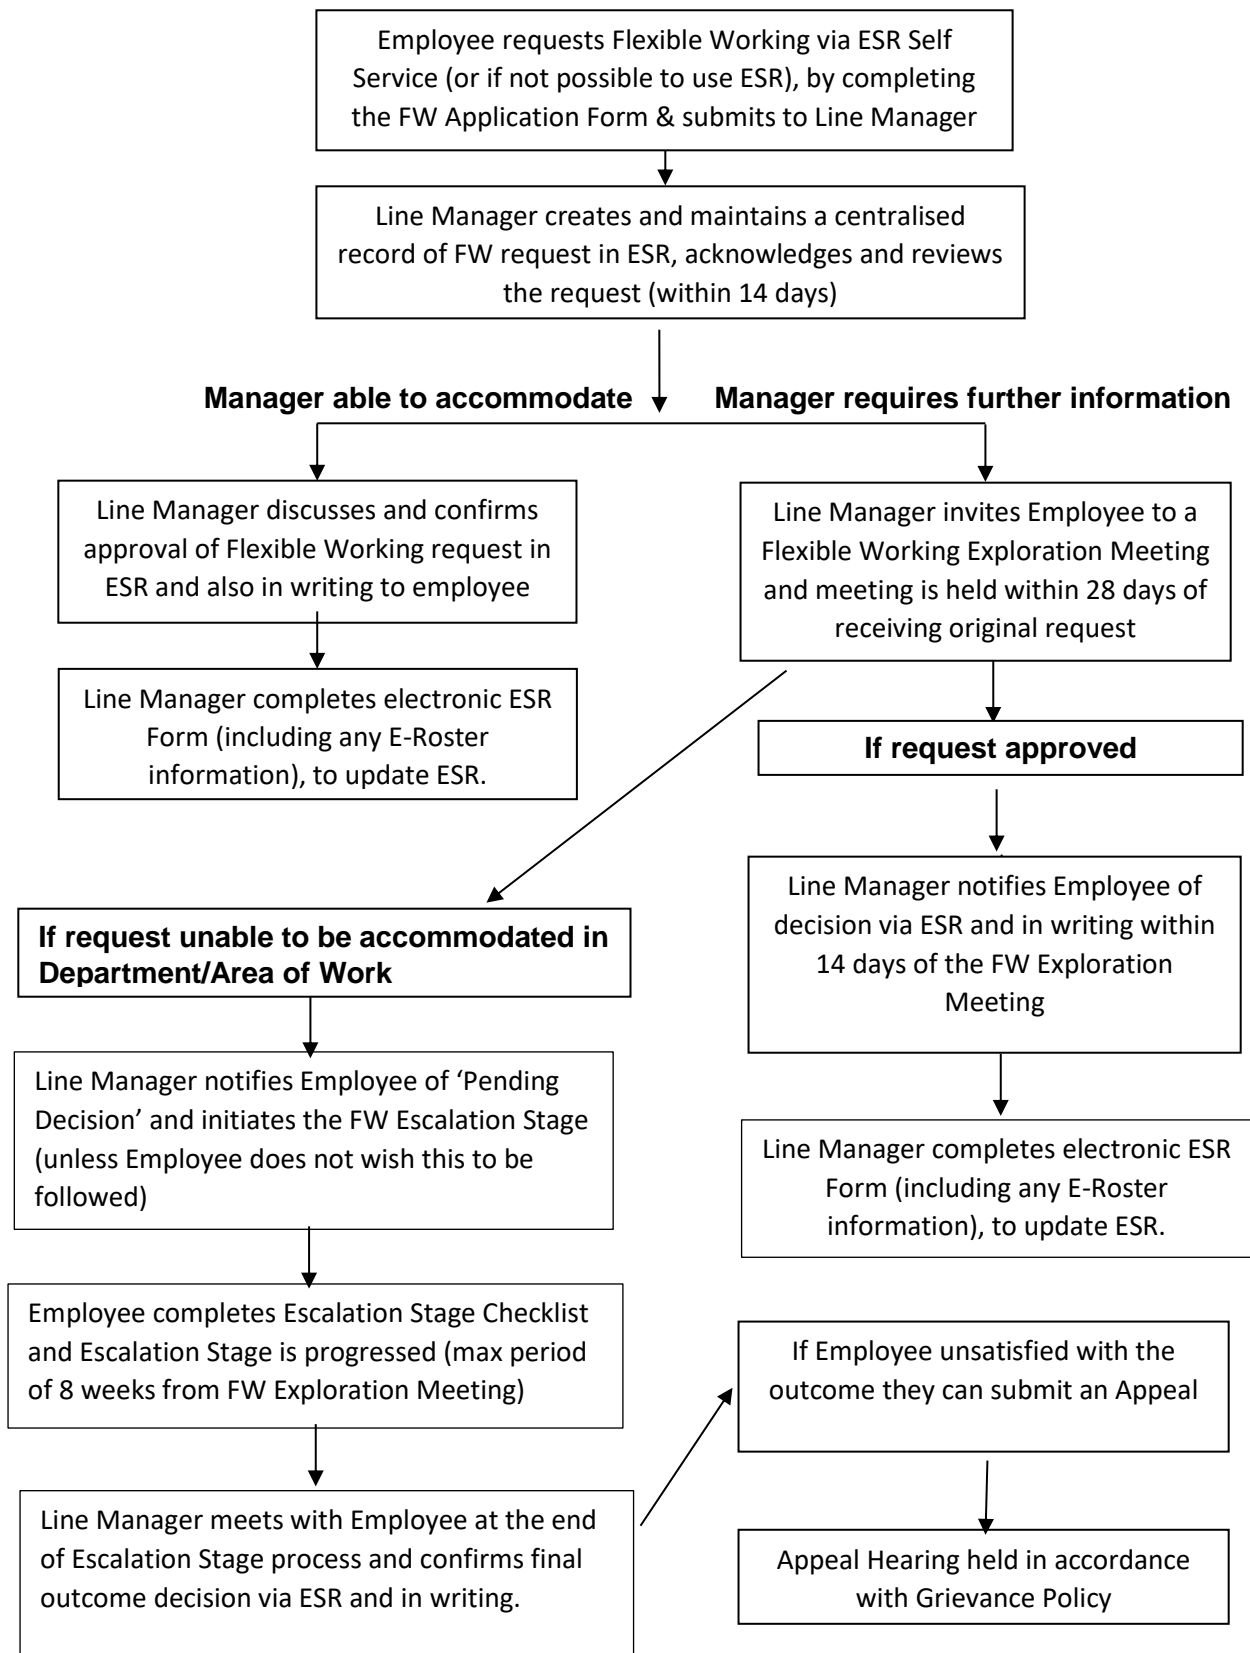 Employee requests Flexible Working via ESR Self
Service (or if not possible to use ESR), by completing
the FW Application Form & submits to Line Manager
Line Manager creates and maintains a centralised
record of FW request in ESR, acknowledges and reviews
the request (within 14 days)
Manager able to accommodate
Manager requires further information
Line Manager discusses and confirms
approval of Flexible Working request in
ESR and also in writing to employee
Line Manager completes electronic ESR
Form (including any E-Roster
information), to update ESR.
Line Manager invites Employee to a
Flexible Working Exploration Meeting
and meeting is held within 28 days of
receiving original request
If request approved
Line Manager notifies Employee of
decision via ESR and in writing within
14 days of the FW Exploration
Meeting
Line Manager completes electronic ESR
Form (including any E-Roster
information), to update ESR.
If request unable to be accommodated in
Department/Area of Work
Line Manager notifies Employee of ‘Pending
Decision’ and initiates the FW Escalation Stage
(unless Employee does not wish this to be
followed)
Employee completes Escalation Stage Checklist
and Escalation Stage is progressed (max period
of 8 weeks from FW Exploration Meeting)
Line Manager meets with Employee at the end
of Escalation Stage process and confirms final
outcome decision via ESR and in writing.
If Employee unsatisfied with the
outcome they can submit an Appeal
Appeal Hearing held in accordance
with Grievance Policy